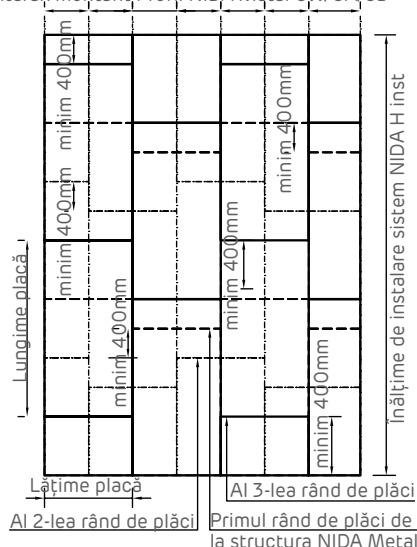 minim 400mm
minim 400mm
minim 400mm
minim 400mm
minim 400mm
minim 400mm
Lungime placă
Înălțime de instalare sistem NIDA H inst
Lățime placă
Al 3-lea rând de plăci
Al 2-lea rând de plăci
Primul rând de plăci de
la structura NIDA Metal